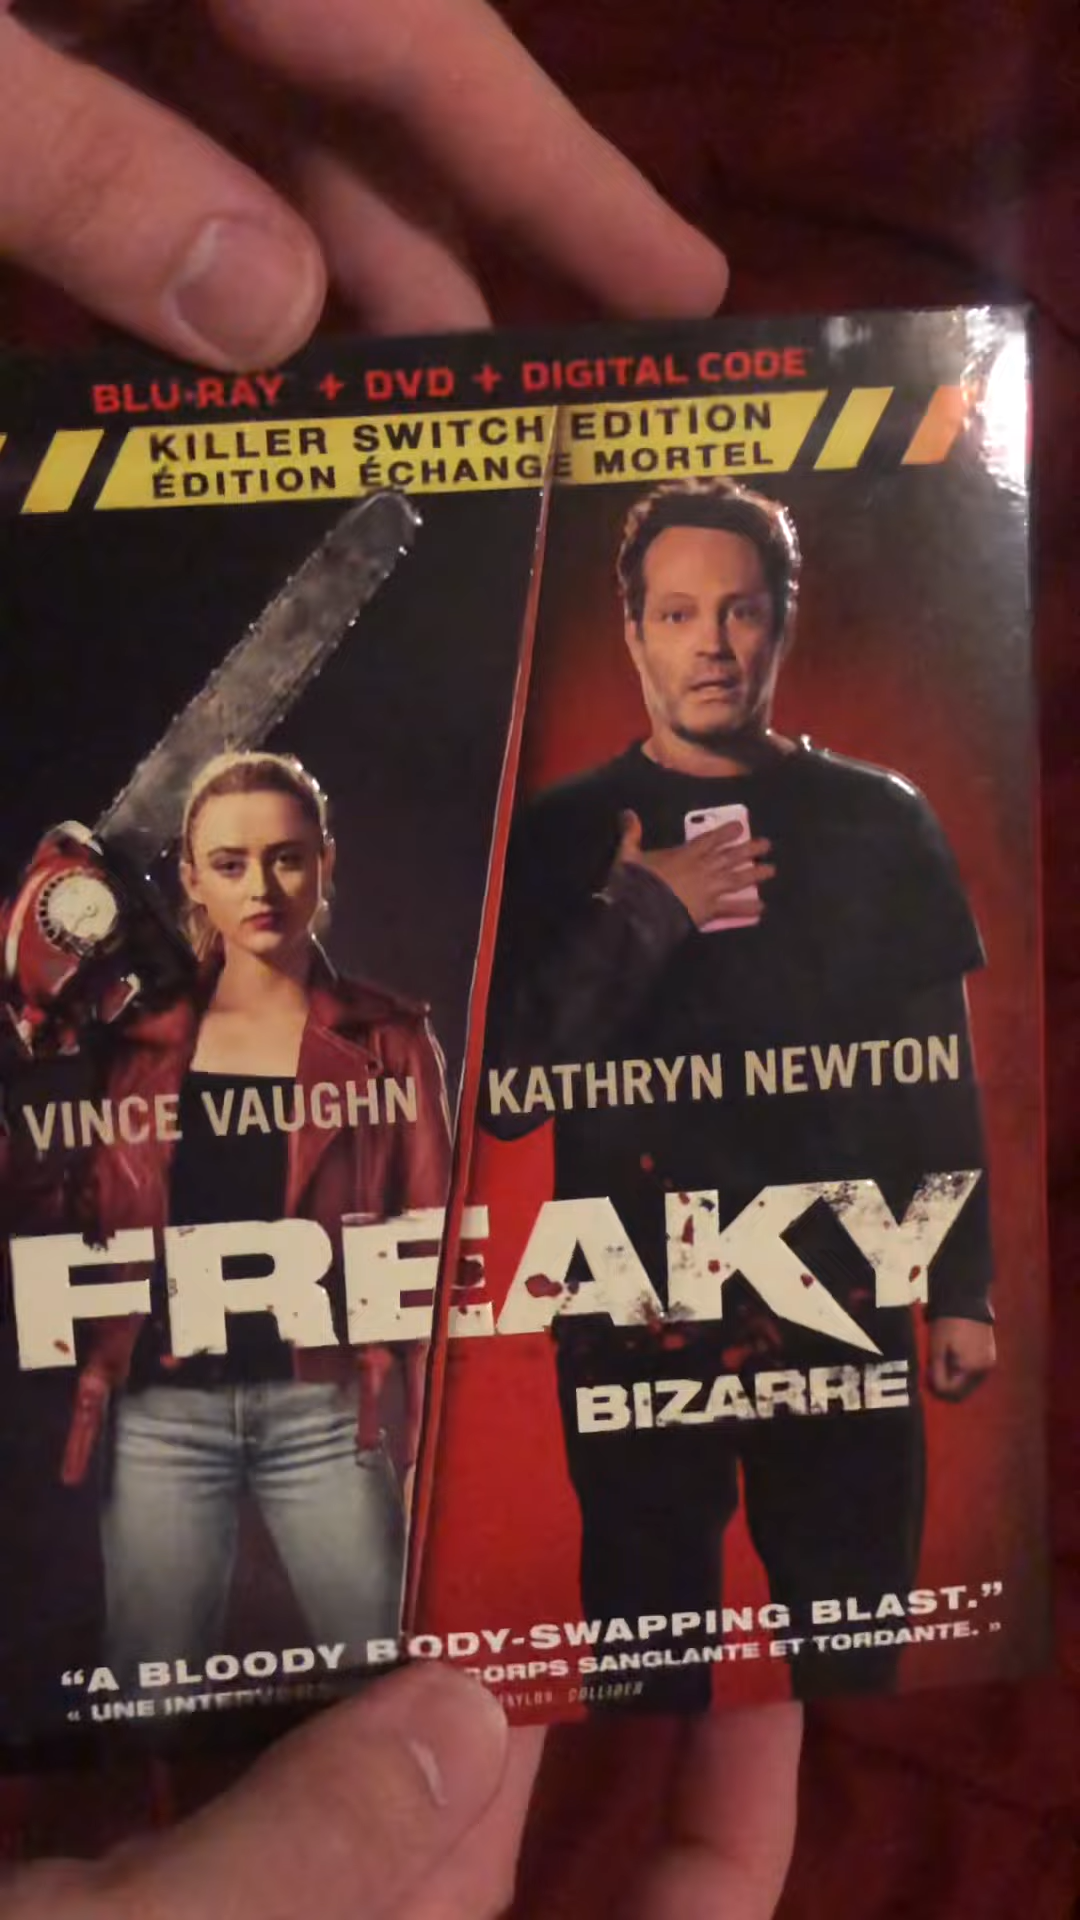 BLU-RAY + DVD + DIGITAL CODE
KILLER SWITCH EDITION
ÉDITION ÉCHANGE MORTEL
VINCE VAUGHN KATHRYN NEWTON
FREAKY
BIZARRE
“A BLOODY BODY-SWAPPING BLAST.”
« UNE CORPS SANGLANTE ET TORDANTE. »
COLLIDER